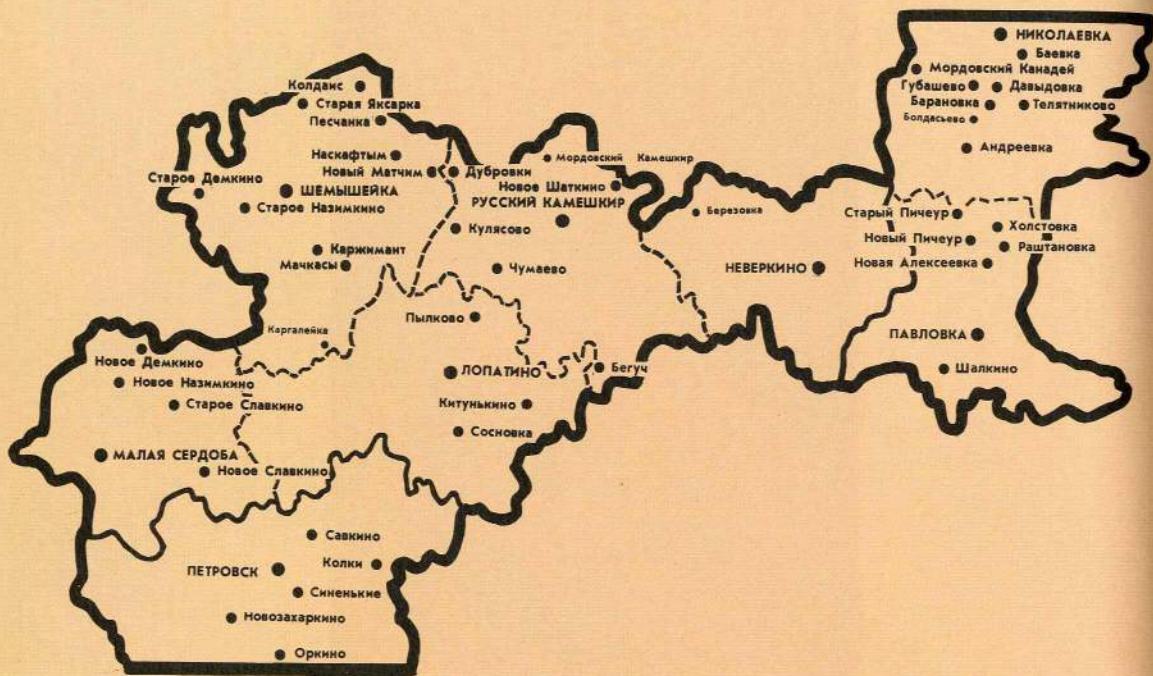 НИКОЛАЕВКА
Баевка
Мордовский Канадей
Губашево
Давыдовка
Барановка
Телятниково
Болдасьево
Андреевка
Колдаис
Старая Яксарка
Песчанка
Наскафтым
Новый Матчим
Дубровки
Мордовский Камешкир
Старое Демкино
ШЕМЫШЕЙКА
Новое Шаткино
Старое Назимкино
РУССКИЙ КАМЕШКИР
Березовка
Старый Пичеур
Холстовка
Кулясово
Новый Пичеур
Раштановка
Каржимант
Мачкасы
Чумаево
НЕВЕРКИНО
Новая Алексеевка
Пылково
ПАВЛОВКА
Каргалейка
Новое Демкино
Бегуч
Шалкино
ЛОПАТИНО
Новое Назимкино
Старое Славкино
Китунькино
Сосновка
МАЛАЯ СЕРДОБА
Новое Славкино
Савкино
Колки
ПЕТРОВСК
Синенькие
Новозахаркино
Оркино